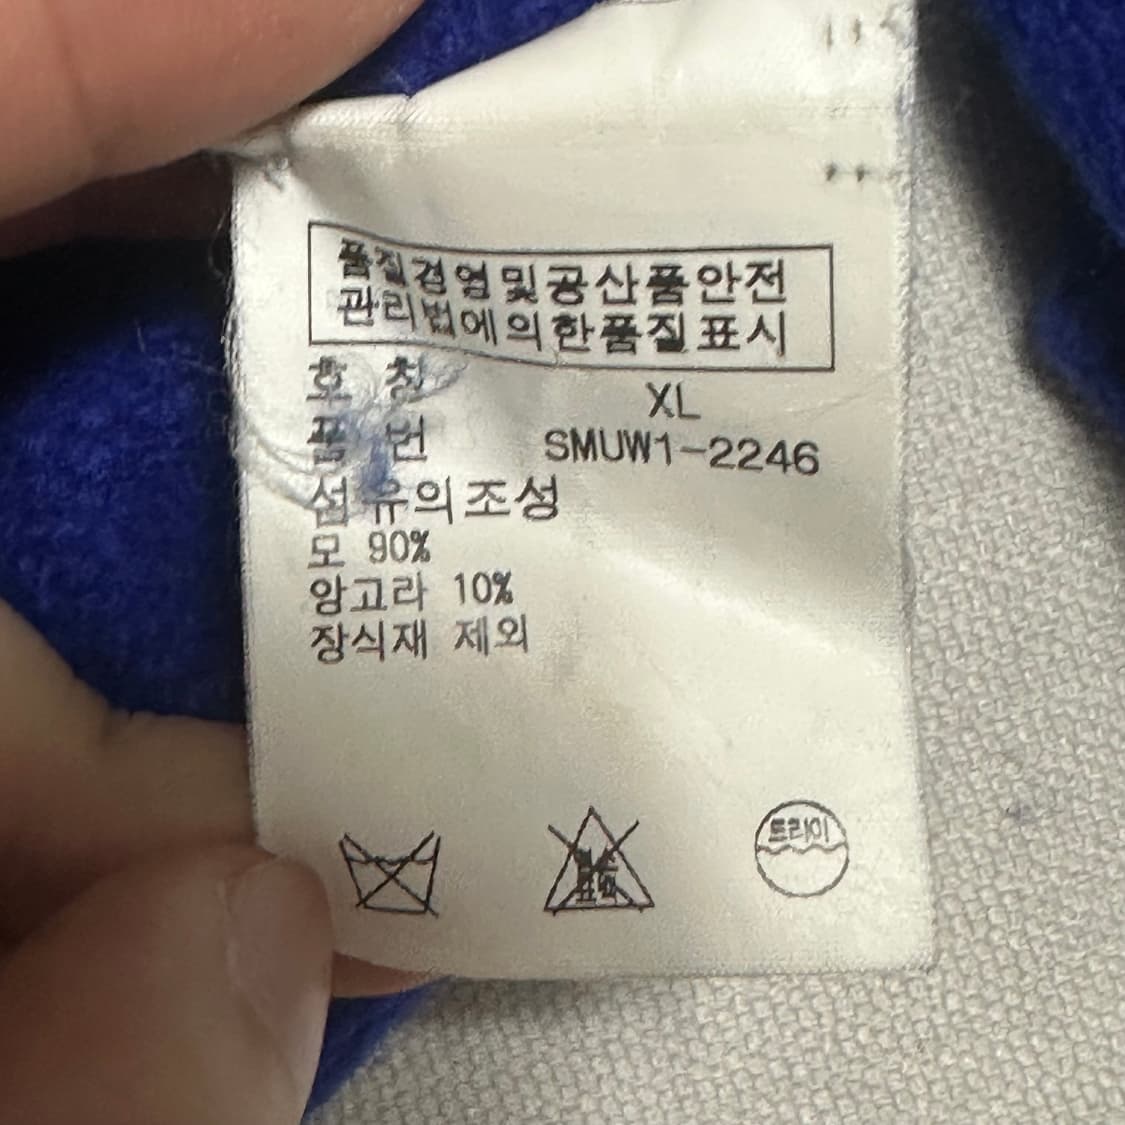 품질경영및공산품안전
관리법에의한품질표시
호 칭 XL
품 번 SMUW1-2246
섬유의조성
모 90%
앙고라 10%
장식재 제외
트리이